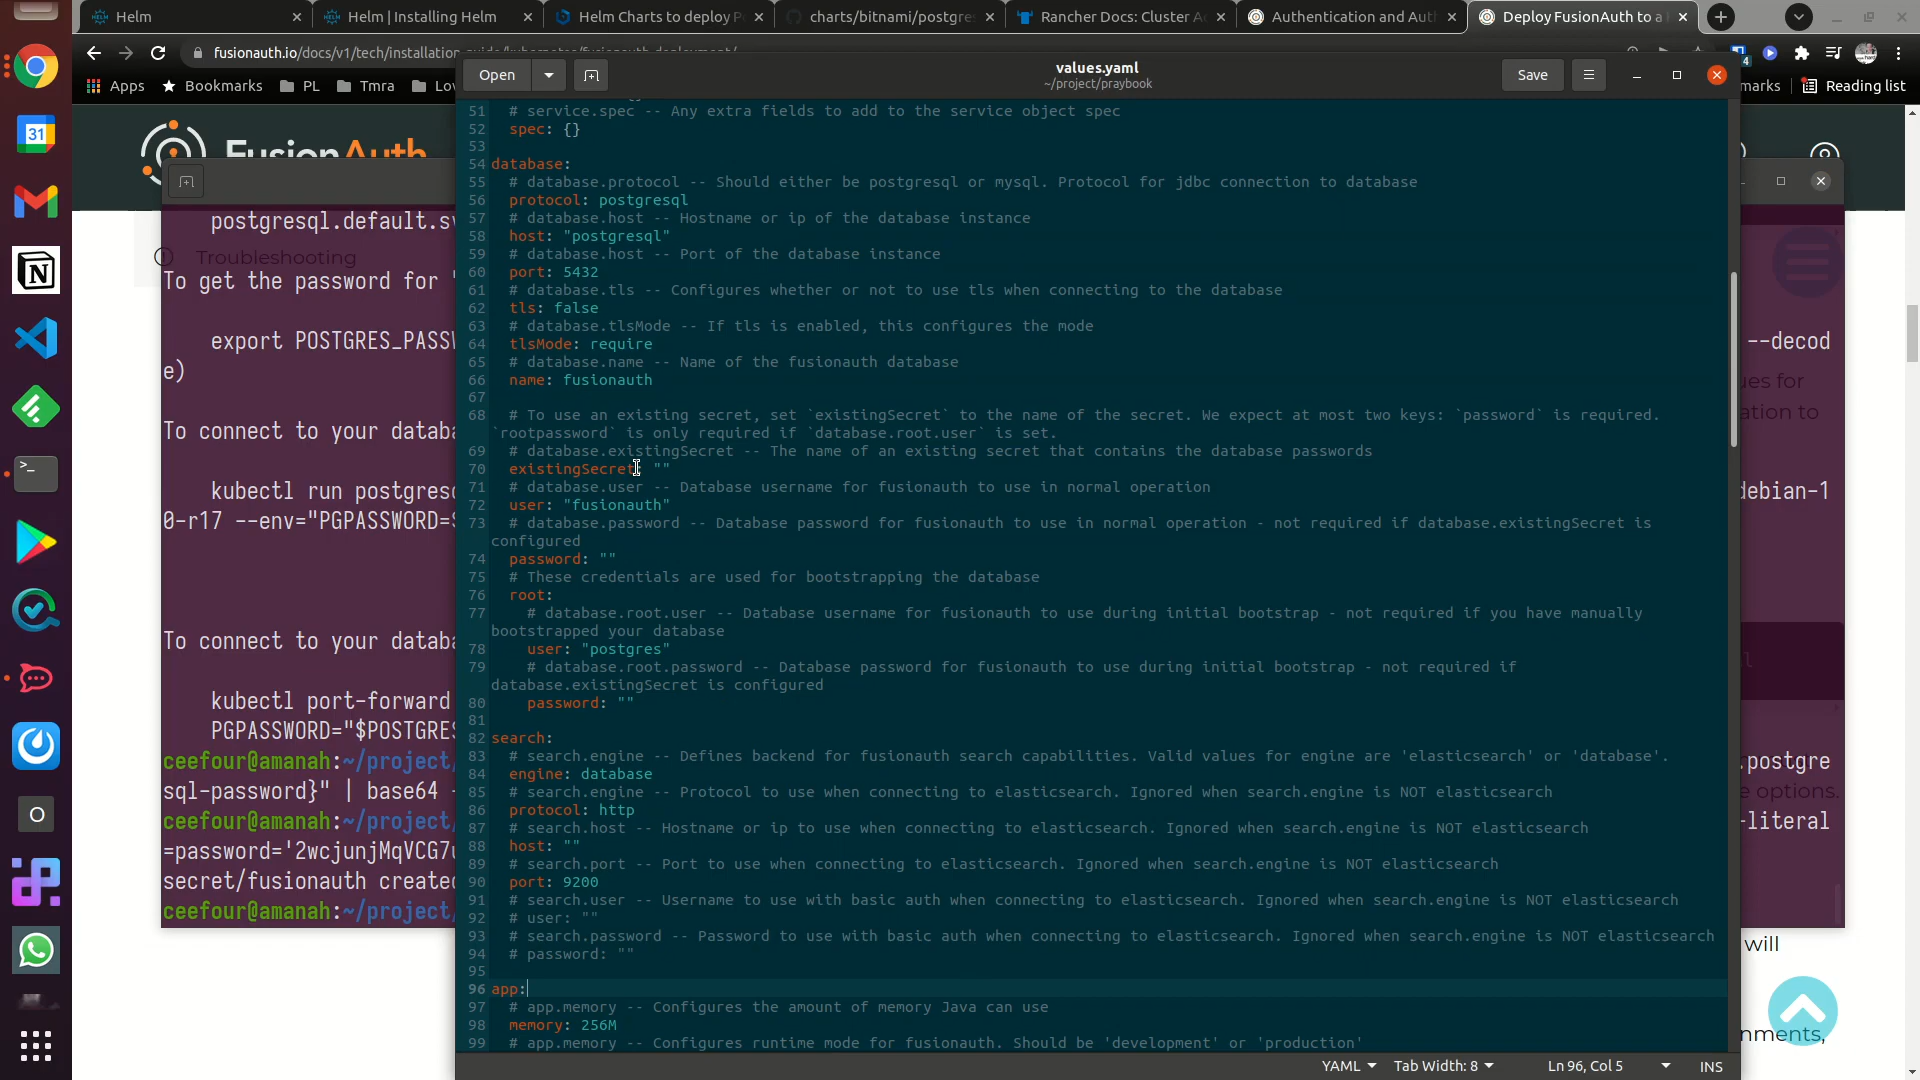 Helm
Helm | Installing Helm
Helm Charts to deploy P
charts/bitnami/postgre
Rancher Docs: Cluster A
Authentication and Aut
Deploy FusionAuth to a
fusionauth.io/docs/v1/tech/installation-guide/kubernetes/fusionauth-deployment/
Apps
Bookmarks
PL
Tmra
marks
Reading list
FusionAuth
Open
values.yaml
~/project/praybook
Save
51 # service.spec -- Any extra fields to add to the service object spec
52 spec: {}
53
54 database:
55 # database.protocol -- Should either be postgresql or mysql. Protocol for jdbc connection to database
56 protocol: postgresql
57 # database.host -- Hostname or ip of the database instance
58 host: "postgresql"
59 # database.host -- Port of the database instance
60 port: 5432
61 # database.tls -- Configures whether or not to use tls when connecting to the database
62 tls: false
63 # database.tlsMode -- If tls is enabled, this configures the mode
64 tlsMode: require
65 # database.name -- Name of the fusionauth database
66 name: fusionauth
67
68 # To use an existing secret, set `existingSecret` to the name of the secret. We expect at most two keys: `password` is required.
`rootpassword` is only required if `database.root.user` is set.
69 # database.existingSecret -- The name of an existing secret that contains the database passwords
70 existingSecret: ""
71 # database.user -- Database username for fusionauth to use in normal operation
72 user: "fusionauth"
73 # database.password -- Database password for fusionauth to use in normal operation - not required if database.existingSecret is
configured
74 password: ""
75 # These credentials are used for bootstrapping the database
76 root:
77 # database.root.user -- Database username for fusionauth to use during initial bootstrap - not required if you have manually
bootstrapped your database
78 user: "postgres"
79 # database.root.password -- Database password for fusionauth to use during initial bootstrap - not required if
database.existingSecret is configured
80 password: ""
81
82 search:
83 # search.engine -- Defines backend for fusionauth search capabilities. Valid values for engine are 'elasticsearch' or 'database'.
84 engine: database
85 # search.engine -- Protocol to use when connecting to elasticsearch. Ignored when search.engine is NOT elasticsearch
86 protocol: http
87 # search.host -- Hostname or ip to use when connecting to elasticsearch. Ignored when search.engine is NOT elasticsearch
88 host: ""
89 # search.port -- Port to use when connecting to elasticsearch. Ignored when search.engine is NOT elasticsearch
90 port: 9200
91 # search.user -- Username to use with basic auth when connecting to elasticsearch. Ignored when search.engine is NOT elasticsearch
92 # user: ""
93 # search.password -- Password to use with basic auth when connecting to elasticsearch. Ignored when search.engine is NOT elasticsearch
94 # password: ""
95
96 app:
97 # app.memory -- Configures the amount of memory Java can use
98 memory: 256M
99 # app.memory -- Configures runtime mode for fusionauth. Should be 'development' or 'production'
YAML
Tab Width: 8
Ln 96, Col 5
INS
postgresql.default.sv
Troubleshooting
To get the password for
export POSTGRES_PASSW
--decod
e)
ues for
ation to
To connect to your databa
kubectl run postgresq
debian-1
0-r17 --env="PGPASSWORD=$
To connect to your databa
kubectl port-forward
PGPASSWORD="$POSTGRES
ceefour@amanah:~/project/
.postgre
sql-password}" | base64 -
e options.
ceefour@amanah:~/project/
-literal
=password='2wcjunjMqVCG7u
secret/fusionauth created
ceefour@amanah:~/project/
will
nments,
31
O
4